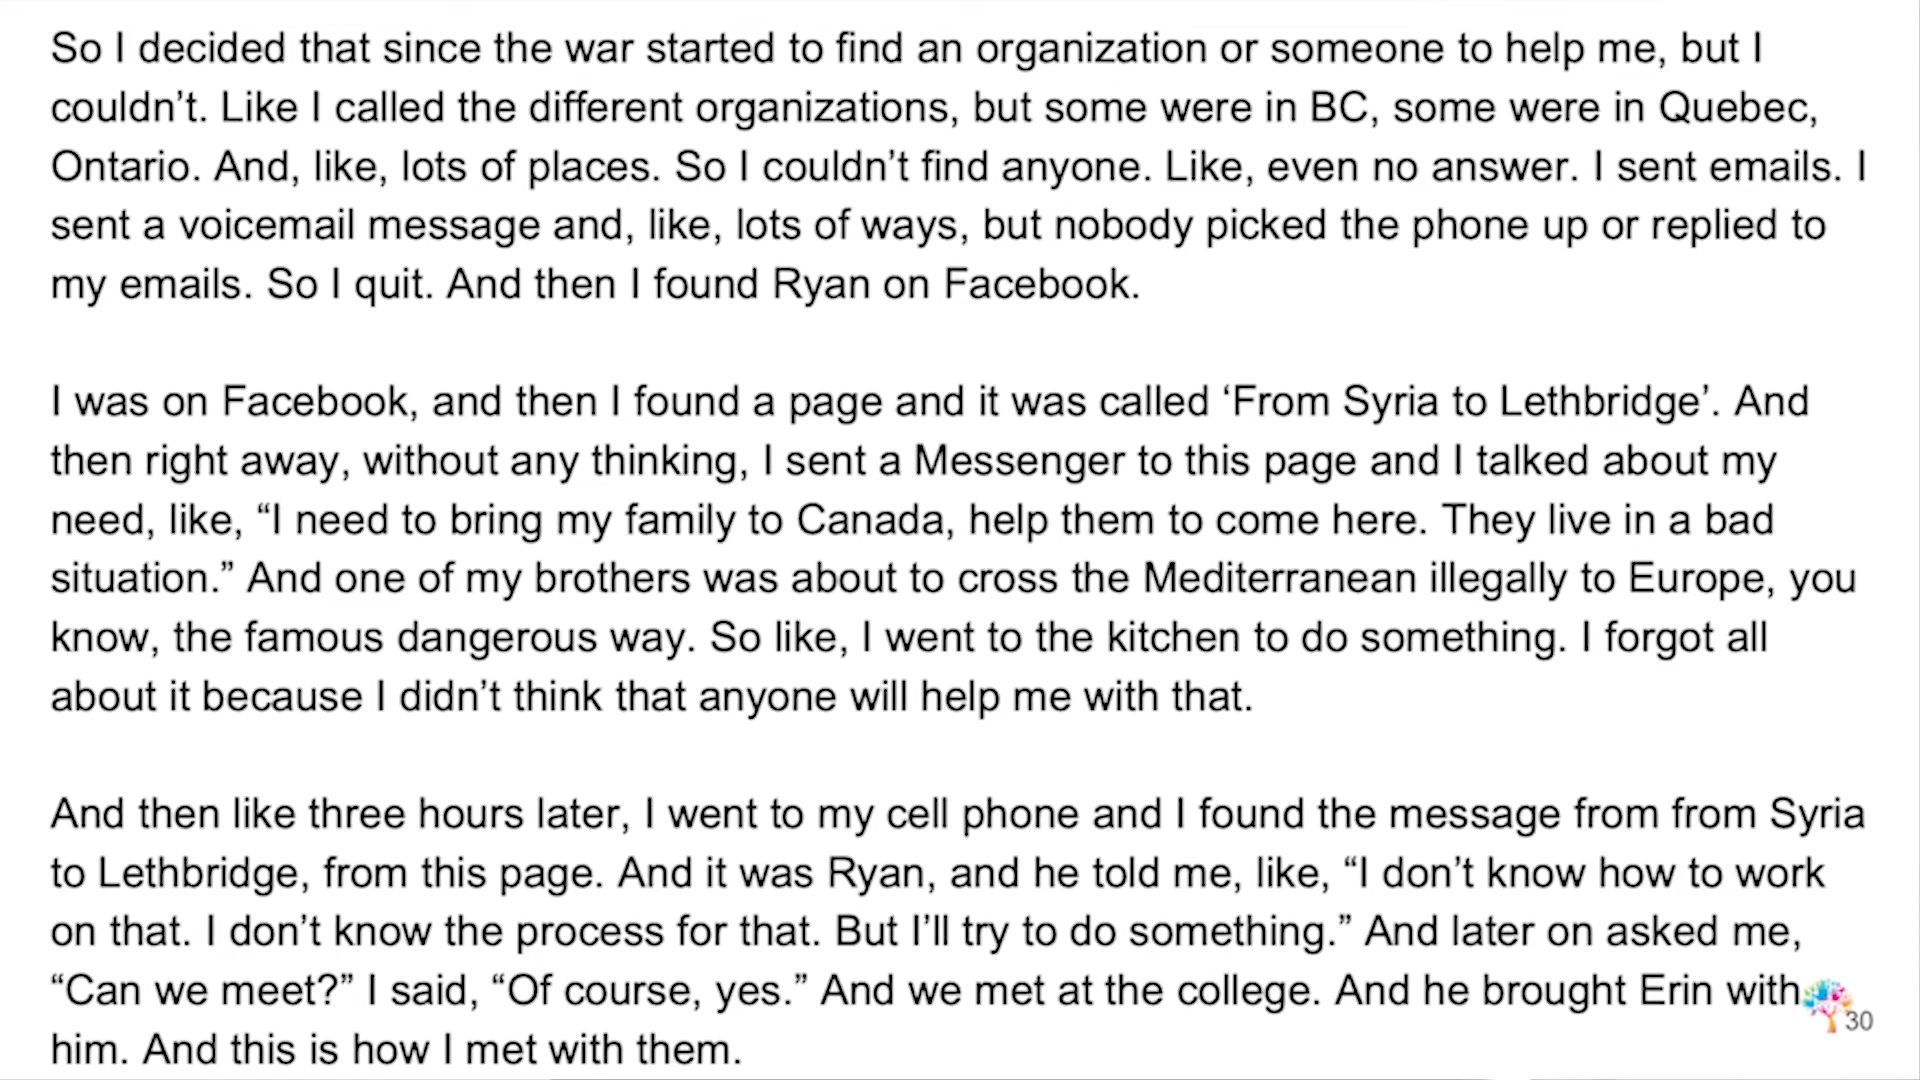 So I decided that since the war started to find an organization or someone to help me, but I
couldn’t. Like I called the different organizations, but some were in BC, some were in Quebec,
Ontario. And, like, lots of places. So I couldn’t find anyone. Like, even no answer. I sent emails. I
sent a voicemail message and, like, lots of ways, but nobody picked the phone up or replied to
my emails. So I quit. And then I found Ryan on Facebook.
I was on Facebook, and then I found a page and it was called ‘From Syria to Lethbridge’. And
then right away, without any thinking, I sent a Messenger to this page and I talked about my
need, like, “I need to bring my family to Canada, help them to come here. They live in a bad
situation.” And one of my brothers was about to cross the Mediterranean illegally to Europe, you
know, the famous dangerous way. So like, I went to the kitchen to do something. I forgot all
about it because I didn’t think that anyone will help me with that.
And then like three hours later, I went to my cell phone and I found the message from from Syria
to Lethbridge, from this page. And it was Ryan, and he told me, like, “I don’t know how to work
on that. I don’t know the process for that. But I’ll try to do something.” And later on asked me,
“Can we meet?” I said, “Of course, yes.” And we met at the college. And he brought Erin with
him. And this is how I met with them.
30